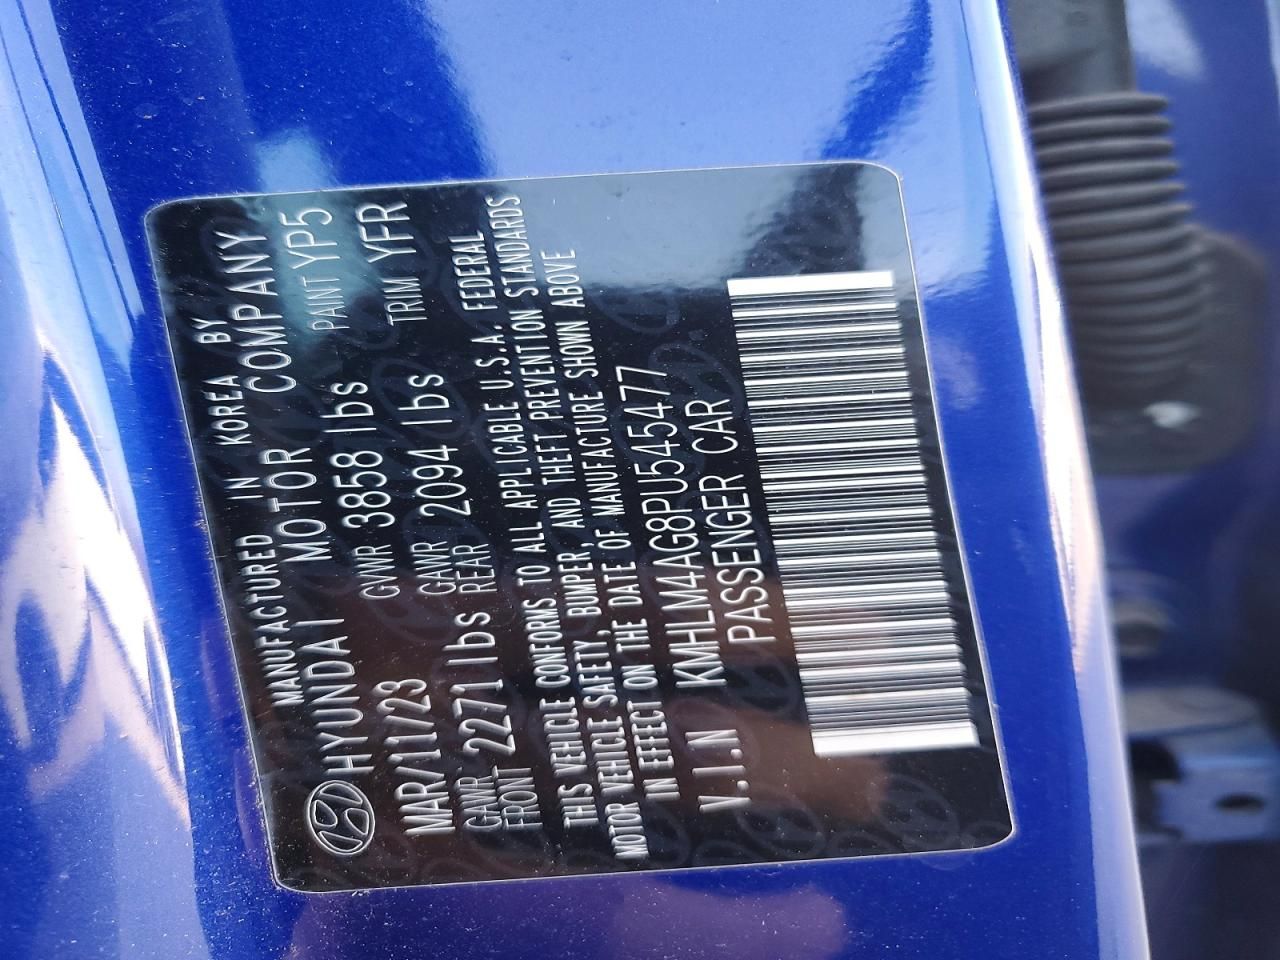 MANUFACTURED IN KOREA BY
HYUNDAI MOTOR COMPANY
MAR/11/23 GVWR 3858 lbs PAINT YP5
GAWR FRONT 2271 lbs GAWR REAR 2094 lbs TRIM YFR
THIS VEHICLE CONFORMS TO ALL APPLICABLE U.S.A. FEDERAL
MOTOR VEHICLE SAFETY, BUMPER, AND THEFT PREVENTION STANDARDS
IN EFFECT ON THE DATE OF MANUFACTURE SHOWN ABOVE
V.I.N KMHLM4AG8PU545477
PASSENGER CAR